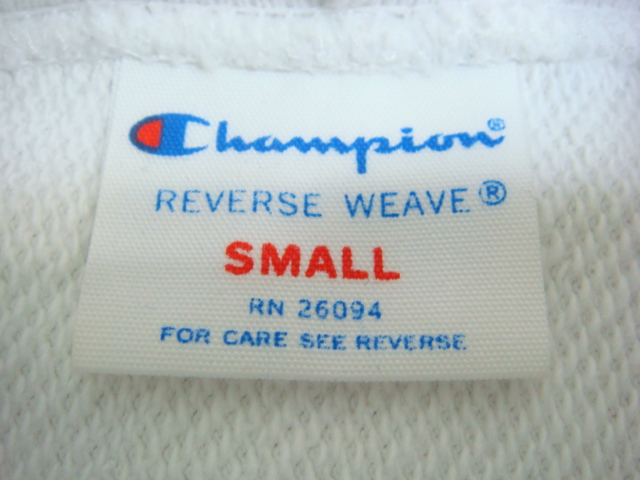 Champion®
REVERSE WEAVE®
SMALL
RN 26094
FOR CARE SEE REVERSE